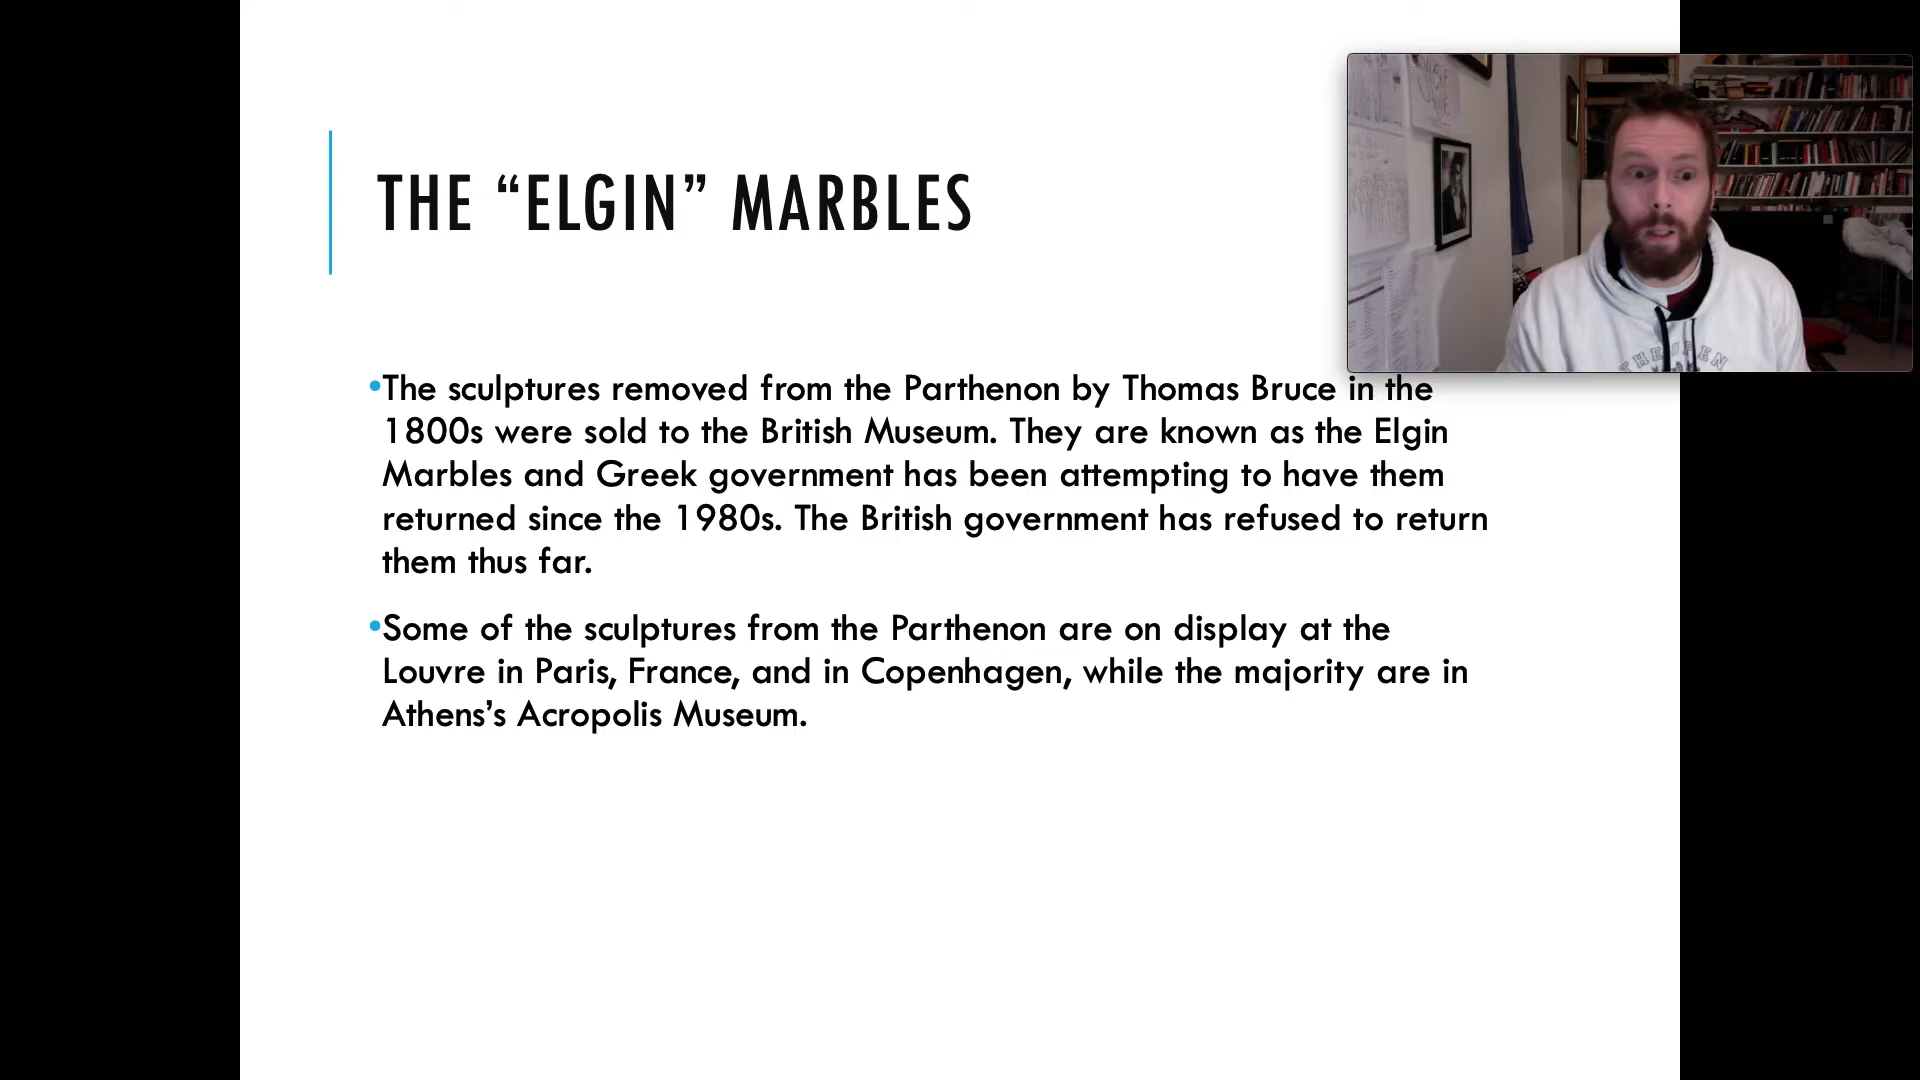 THE “ELGIN” MARBLES
•The sculptures removed from the Parthenon by Thomas Bruce in the
1800s were sold to the British Museum. They are known as the Elgin
Marbles and Greek government has been attempting to have them
returned since the 1980s. The British government has refused to return
them thus far.
•Some of the sculptures from the Parthenon are on display at the
Louvre in Paris, France, and in Copenhagen, while the majority are in
Athens’s Acropolis Museum.
THE OPEN